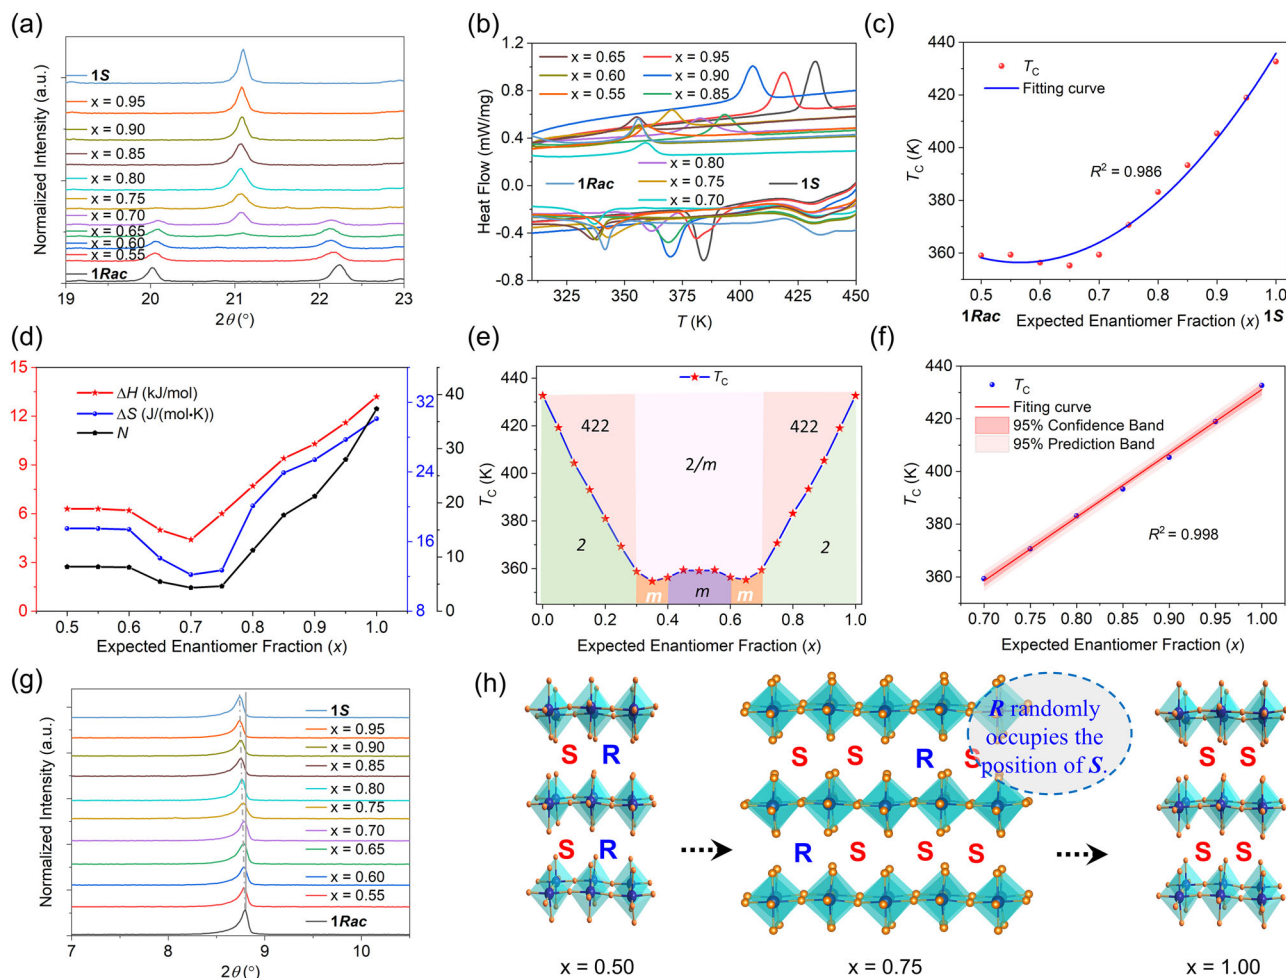 (a)
Normalized Intensity (a.u.)
1S
x = 0.95
x = 0.90
x = 0.85
x = 0.80
x = 0.75
x = 0.70
x = 0.65
x = 0.60
x = 0.55
1Rac
19 20 21 22 23
2θ (°)
(b)
Heat Flow (mW/mg)
1.2
0.8
0.4
0.0
-0.4
-0.8
x = 0.65 x = 0.95
x = 0.60 x = 0.90
x = 0.55 x = 0.85
x = 0.80
1Rac x = 0.75 1S
x = 0.70
325 350 375 400 425 450
T (K)
(c)
T_C (K)
440
420
400
380
360
T_C
Fitting curve
R² = 0.986
0.5 0.6 0.7 0.8 0.9 1.0
1Rac Expected Enantiomer Fraction (x) 1S
(d)
15
12
9
6
3
0
ΔH (kJ/mol)
ΔS (J/(mol·K))
N
32
24
16
8
40
30
20
10
0
0.5 0.6 0.7 0.8 0.9 1.0
Expected Enantiomer Fraction (x)
(e)
T_C (K)
440
420
400
380
360
T_C
422 422
2/m
2 2
m m m
0.0 0.2 0.4 0.6 0.8 1.0
Expected Enantiomer Fraction (x)
(f)
T_C (K)
440
420
400
380
360
T_C
Fiting curve
95% Confidence Band
95% Prediction Band
R² = 0.998
0.70 0.75 0.80 0.85 0.90 0.95 1.00
Expected Enantiomer Fraction (x)
(g)
Normalized Intensity (a.u.)
1S
x = 0.95
x = 0.90
x = 0.85
x = 0.80
x = 0.75
x = 0.70
x = 0.65
x = 0.60
x = 0.55
1Rac
7 8 9 10
2θ (°)
(h)
R randomly
occupies the
position of S.
S R S S R S S S
S R R S S S S S
x = 0.50 x = 0.75 x = 1.00